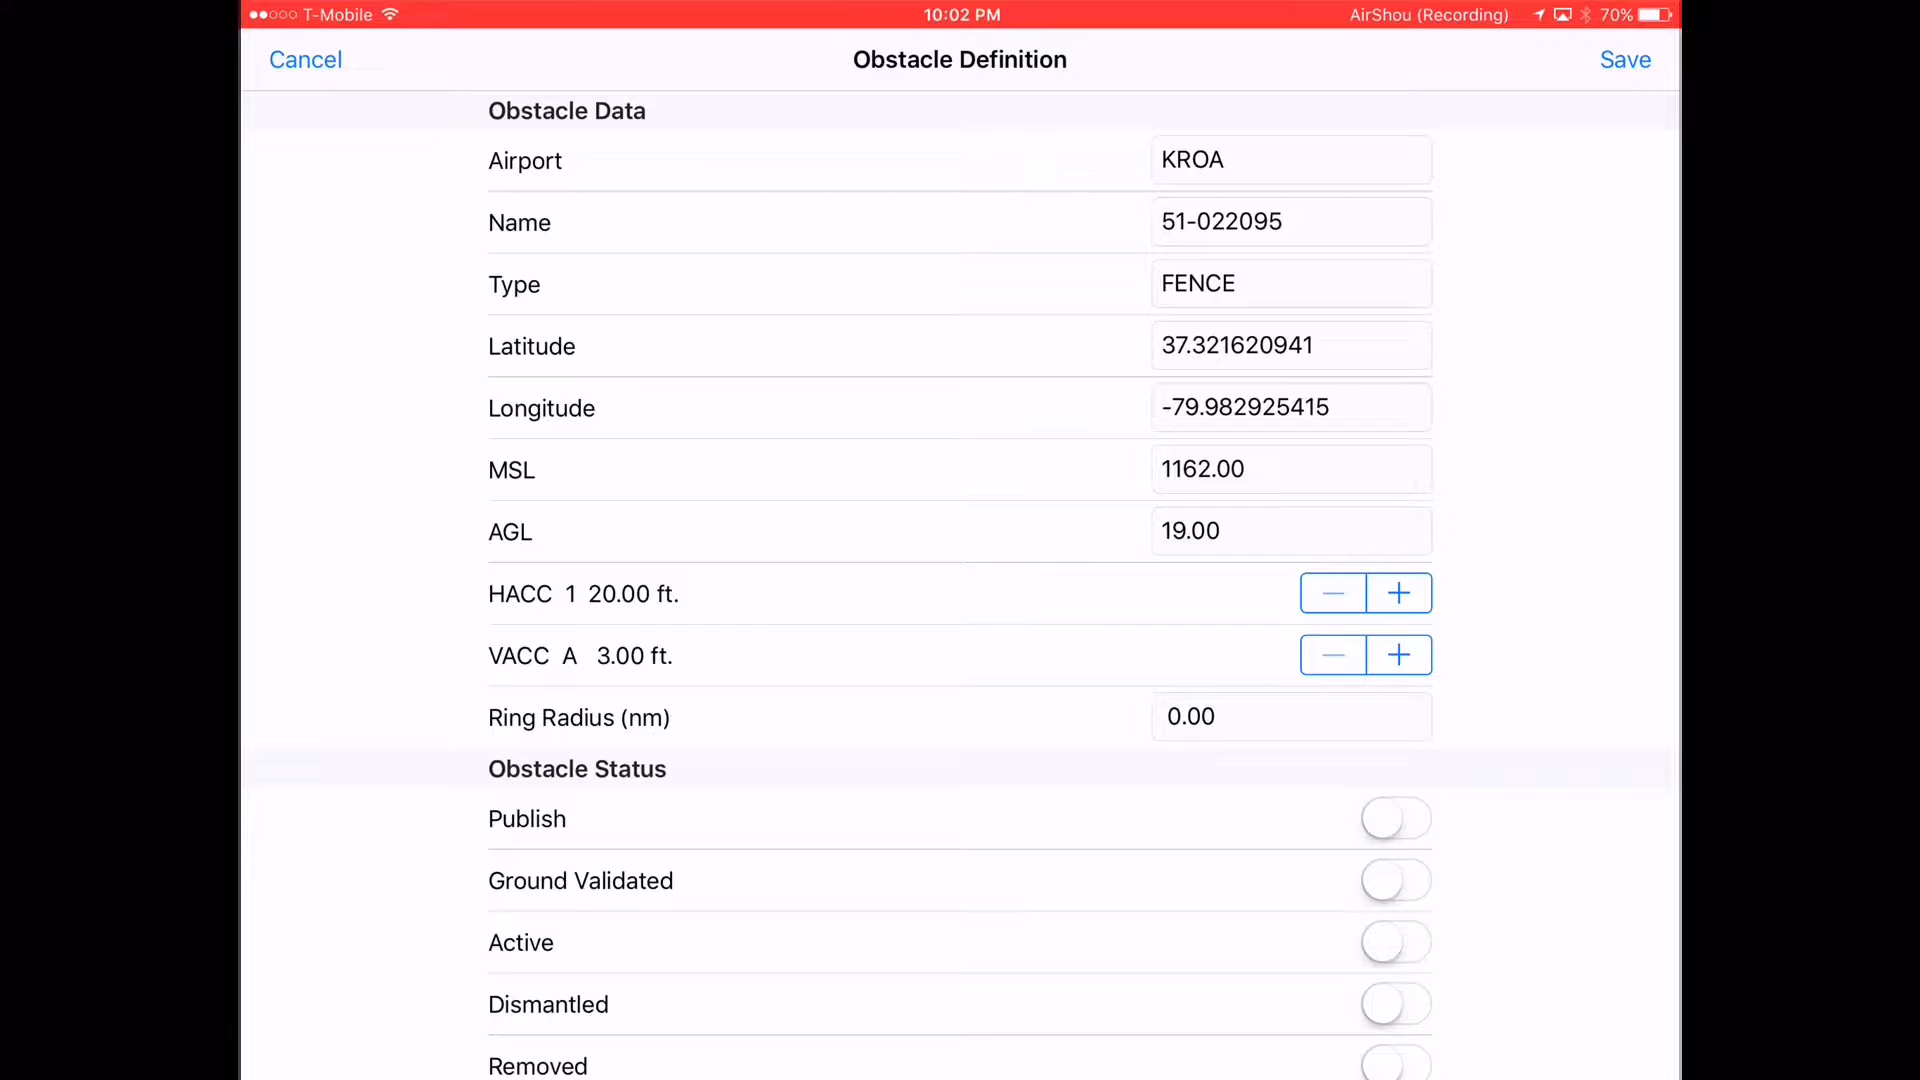 T-Mobile 10:02 PM AirShou (Recording) 70%
Cancel Obstacle Definition Save
Obstacle Data
Airport KROA
Name 51-022095
Type FENCE
Latitude 37.321620941
Longitude -79.982925415
MSL 1162.00
AGL 19.00
HACC 1 20.00 ft.
VACC A 3.00 ft.
Ring Radius (nm) 0.00
Obstacle Status
Publish
Ground Validated
Active
Dismantled
Removed